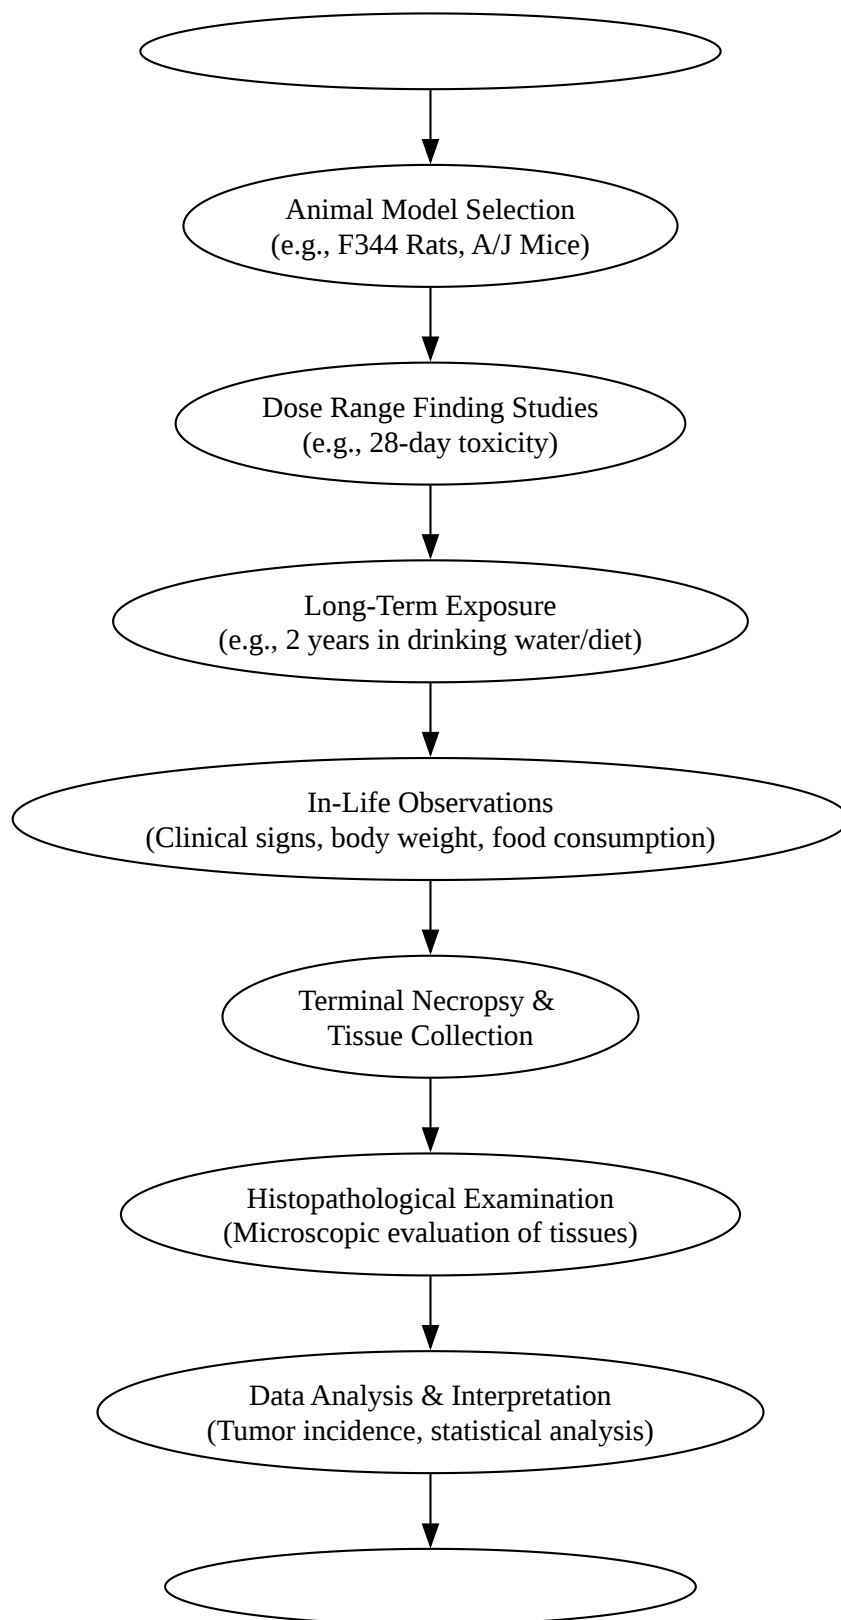 Animal Model Selection
(e.g., F344 Rats, A/J Mice)
Dose Range Finding Studies
(e.g., 28-day toxicity)
Long-Term Exposure
(e.g., 2 years in drinking water/diet)
In-Life Observations
(Clinical signs, body weight, food consumption)
Terminal Necropsy &
Tissue Collection
Histopathological Examination
(Microscopic evaluation of tissues)
Data Analysis & Interpretation
(Tumor incidence, statistical analysis)